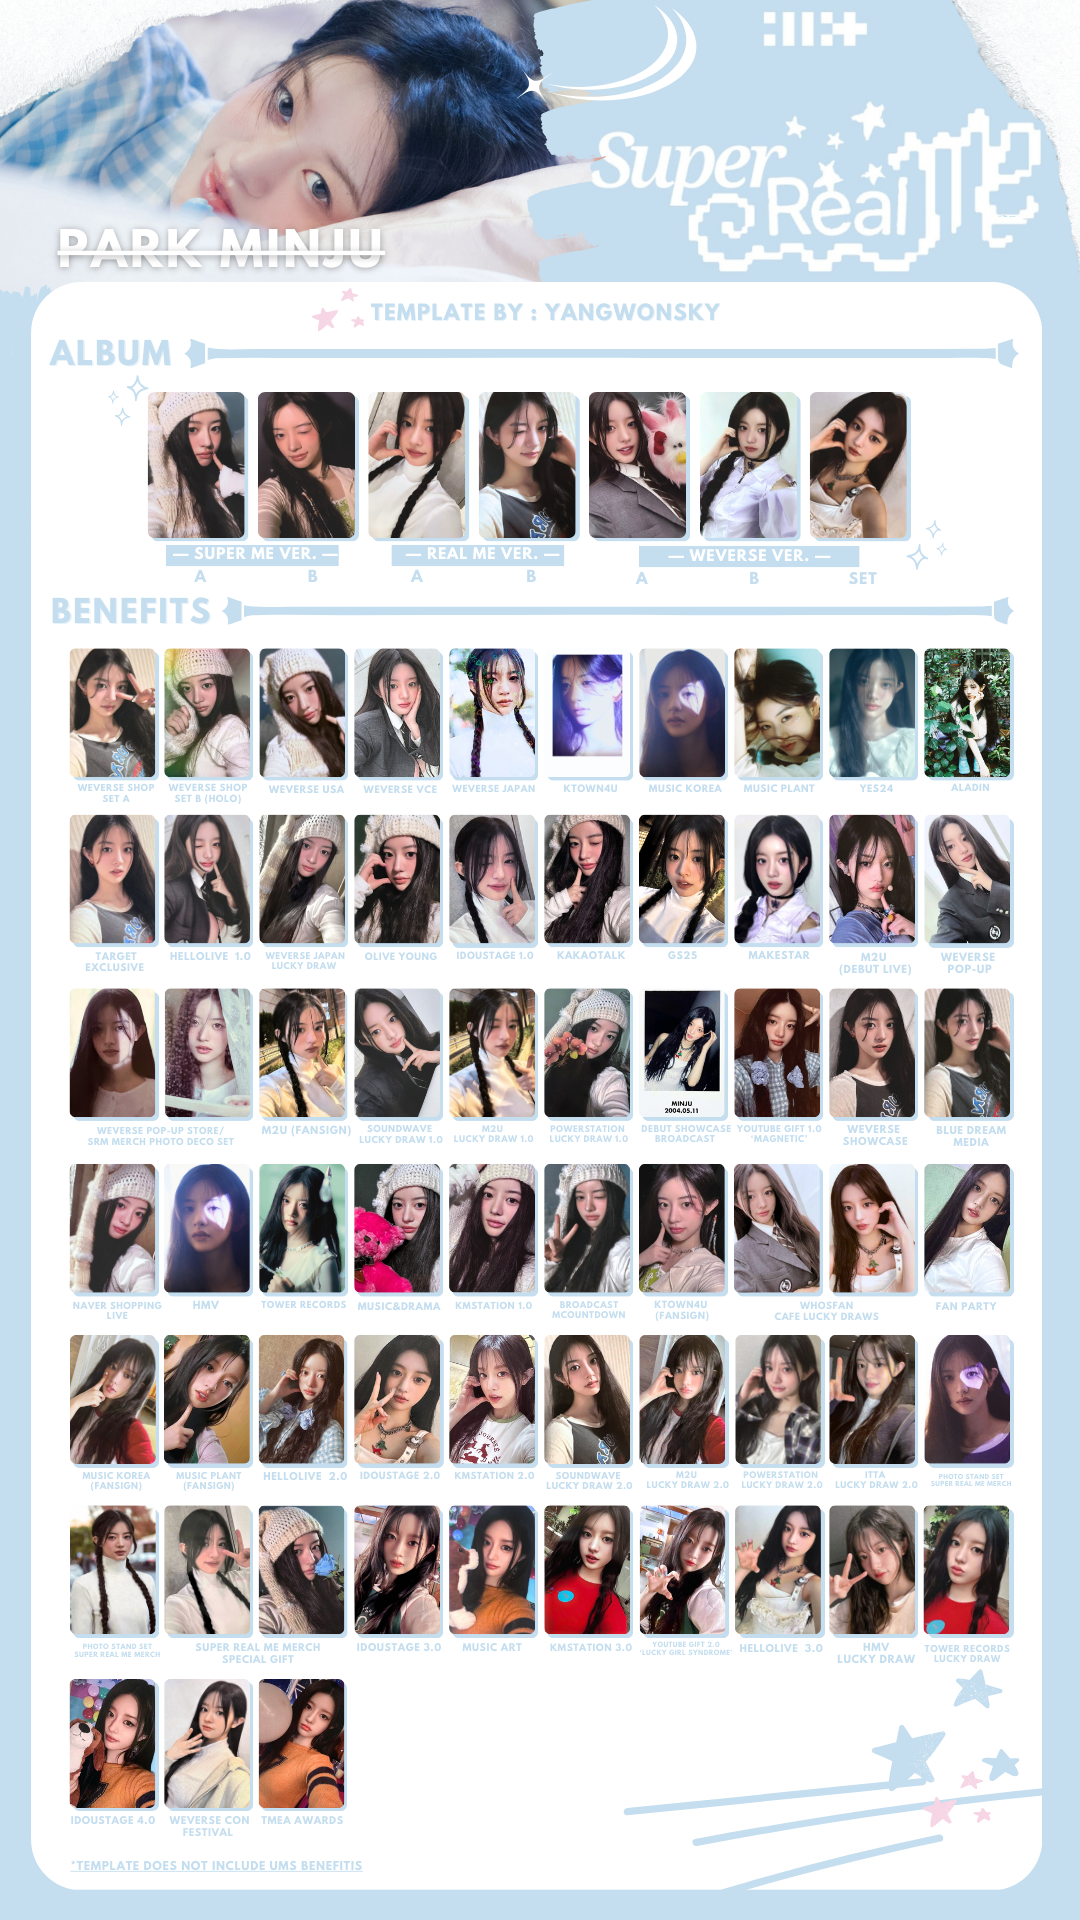 Super
Real Me
PARK MINJU
TEMPLATE BY : YANGWONSKY
ALBUM
— SUPER ME VER. —
— REAL ME VER. —
— WEVERSE VER. —
A B A B A B SET
BENEFITS
WEVERSE SHOP SET A
WEVERSE SHOP SET B (HOLO)
WEVERSE USA
WEVERSE VCE
WEVERSE JAPAN
KTOWN4U
MUSIC KOREA
MUSIC PLANT
YES24
ALADIN
TARGET EXCLUSIVE
HELLOLIVE 1.0
WEVERSE JAPAN LUCKY DRAW
OLIVE YOUNG
IDOUSTAGE 1.0
KAKAOTALK
GS25
MAKESTAR
M2U (DEBUT LIVE)
WEVERSE POP-UP
MINJU
2004.05.11
WEVERSE POP-UP STORE/
SRM MERCH PHOTO DECO SET
M2U (FANSIGN)
SOUNDWAVE LUCKY DRAW 1.0
M2U LUCKY DRAW 1.0
POWERSTATION LUCKY DRAW 1.0
DEBUT SHOWCASE BROADCAST
YOUTUBE GIFT 1.0 'MAGNETIC'
WEVERSE SHOWCASE
BLUE DREAM MEDIA
NAVER SHOPPING LIVE
HMV
TOWER RECORDS
MUSIC&DRAMA
KMSTATION 1.0
BROADCAST MCOUNTDOWN
KTOWN4U (FANSIGN)
WHOSFAN CAFE LUCKY DRAWS
FAN PARTY
MUSIC KOREA (FANSIGN)
MUSIC PLANT (FANSIGN)
HELLOLIVE 2.0
IDOUSTAGE 2.0
KMSTATION 2.0
SOUNDWAVE LUCKY DRAW 2.0
M2U LUCKY DRAW 2.0
POWERSTATION LUCKY DRAW 2.0
ITTA LUCKY DRAW 2.0
PHOTO STAND SET SUPER REAL ME MERCH
PHOTO STAND SET SUPER REAL ME MERCH
SUPER REAL ME MERCH SPECIAL GIFT
IDOUSTAGE 3.0
MUSIC ART
KMSTATION 3.0
YOUTUBE GIFT 2.0 'LUCKY GIRL SYNDROME'
HELLOLIVE 3.0
HMV LUCKY DRAW
TOWER RECORDS LUCKY DRAW
IDOUSTAGE 4.0
WEVERSE CON FESTIVAL
TMEA AWARDS
*TEMPLATE DOES NOT INCLUDE UMS BENEFITIS